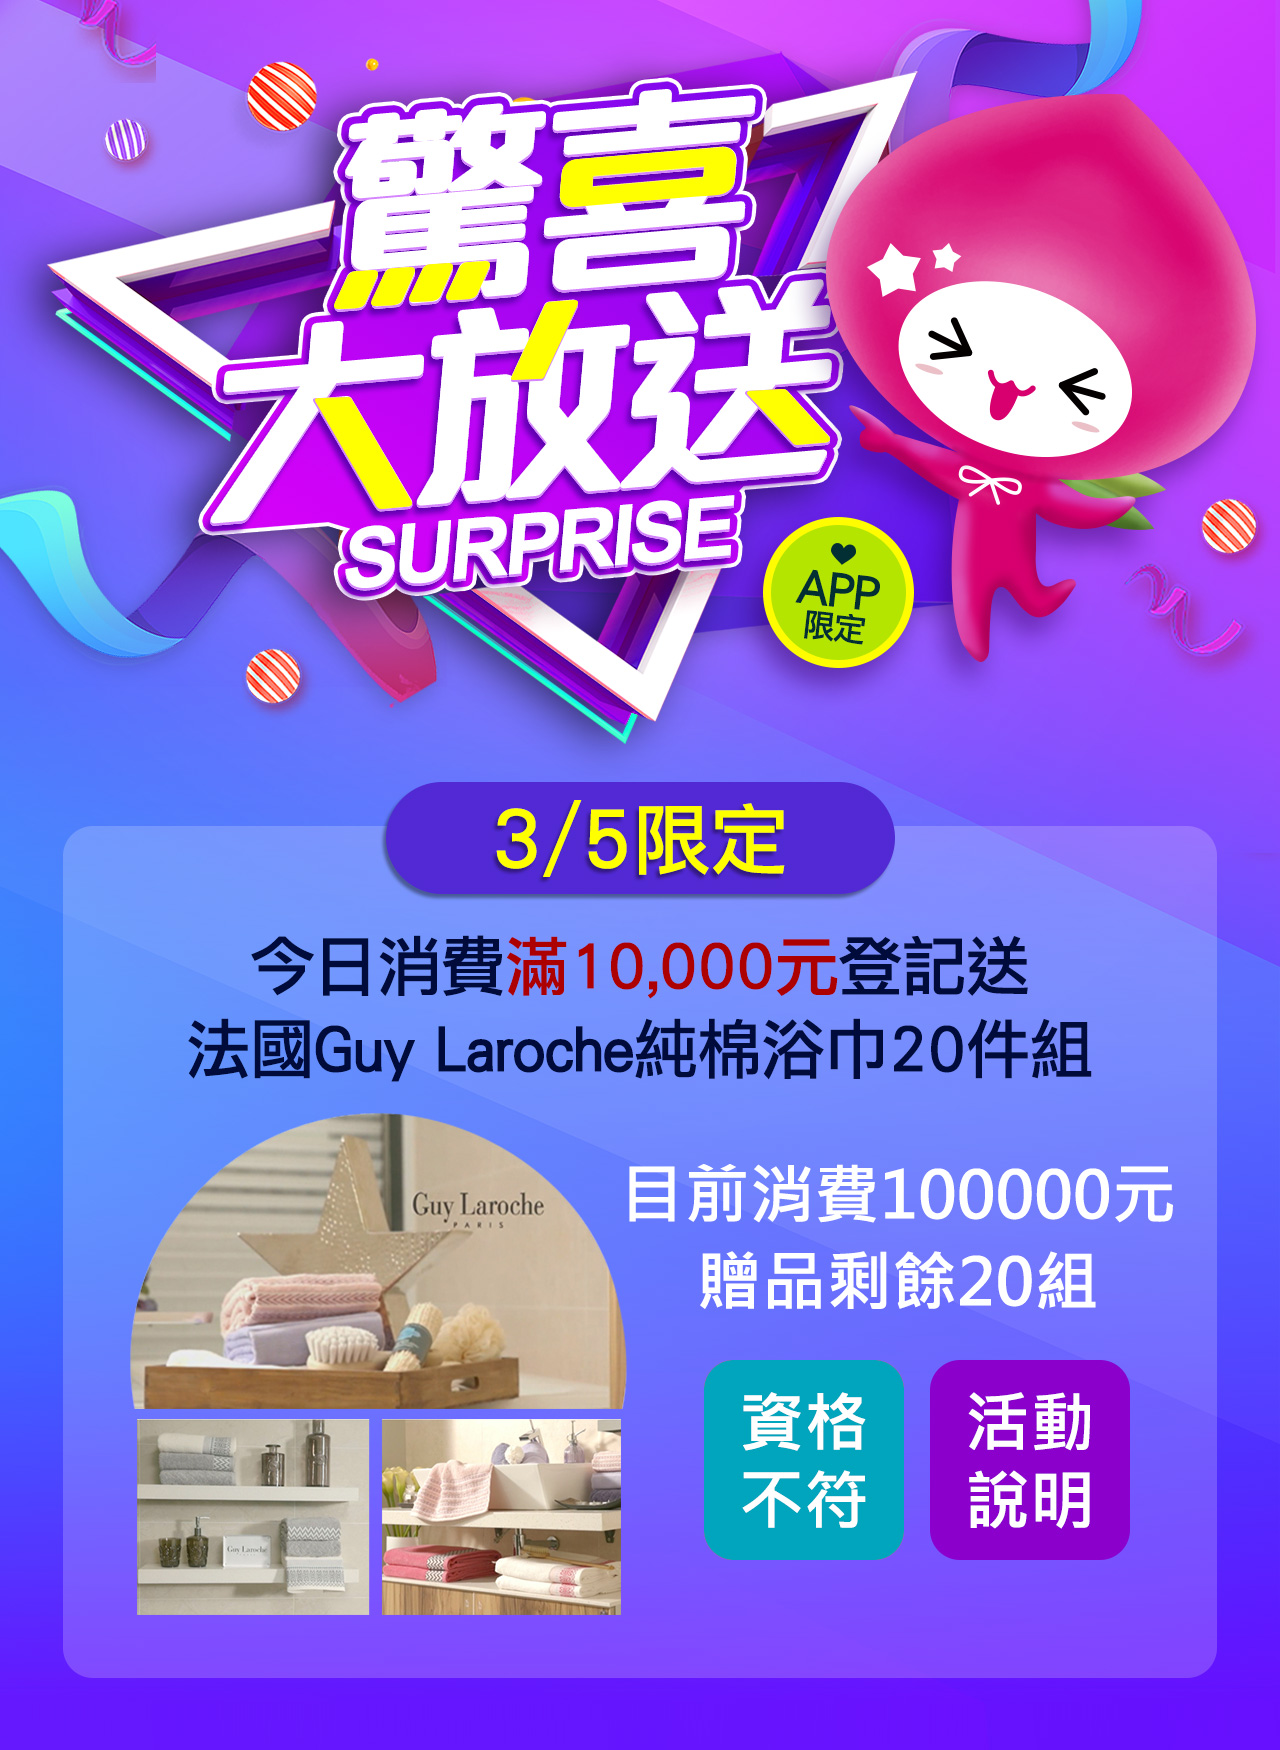 驚喜
大放送
SURPRISE
APP
限定
3/5限定
今日消費滿10,000元登記送
法國Guy Laroche純棉浴巾20件組
Guy Laroche
PARIS
目前消費100000元
贈品剩餘20組
資格
不符
活動
說明
Guy Laroche